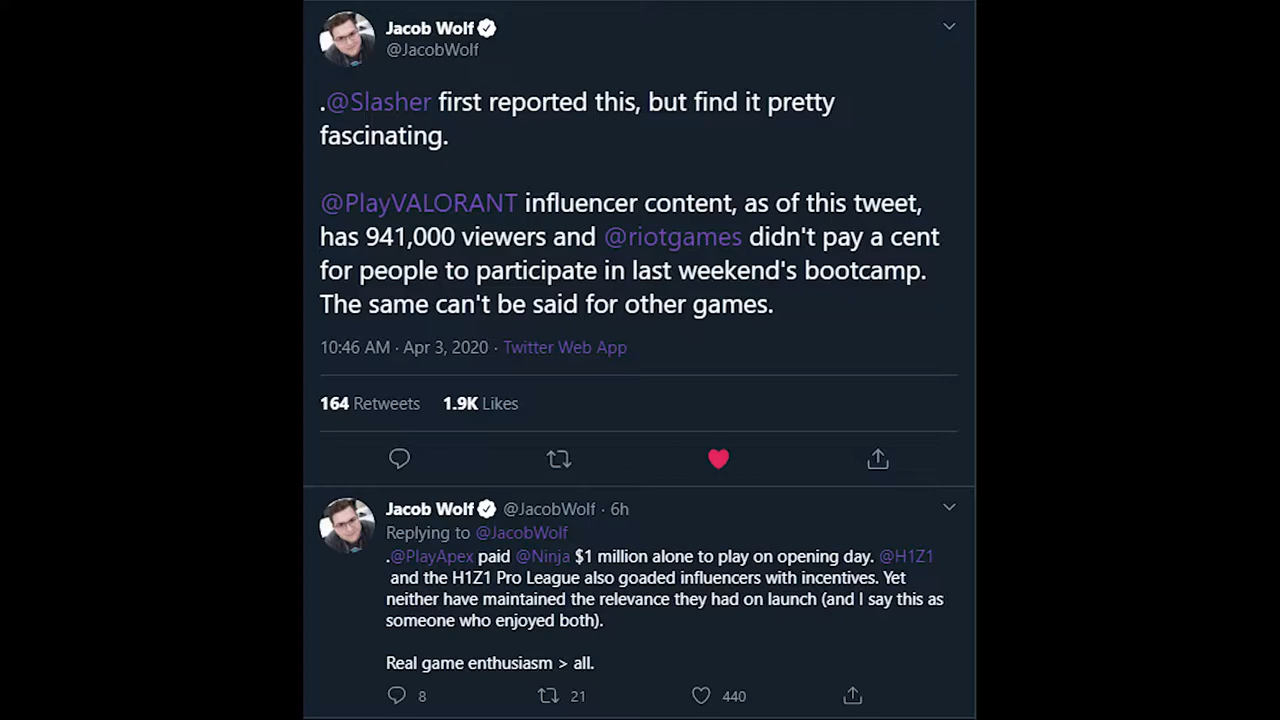 Jacob Wolf
@JacobWolf
.@Slasher first reported this, but find it pretty
fascinating.
@PlayVALORANT influencer content, as of this tweet,
has 941,000 viewers and @riotgames didn't pay a cent
for people to participate in last weekend's bootcamp.
The same can't be said for other games.
10:46 AM · Apr 3, 2020 · Twitter Web App
164 Retweets 1.9K Likes
Jacob Wolf @JacobWolf · 6h
Replying to @JacobWolf
.@PlayApex paid @Ninja $1 million alone to play on opening day. @H1Z1
and the H1Z1 Pro League also goaded influencers with incentives. Yet
neither have maintained the relevance they had on launch (and I say this as
someone who enjoyed both).
Real game enthusiasm > all.
8 21 440